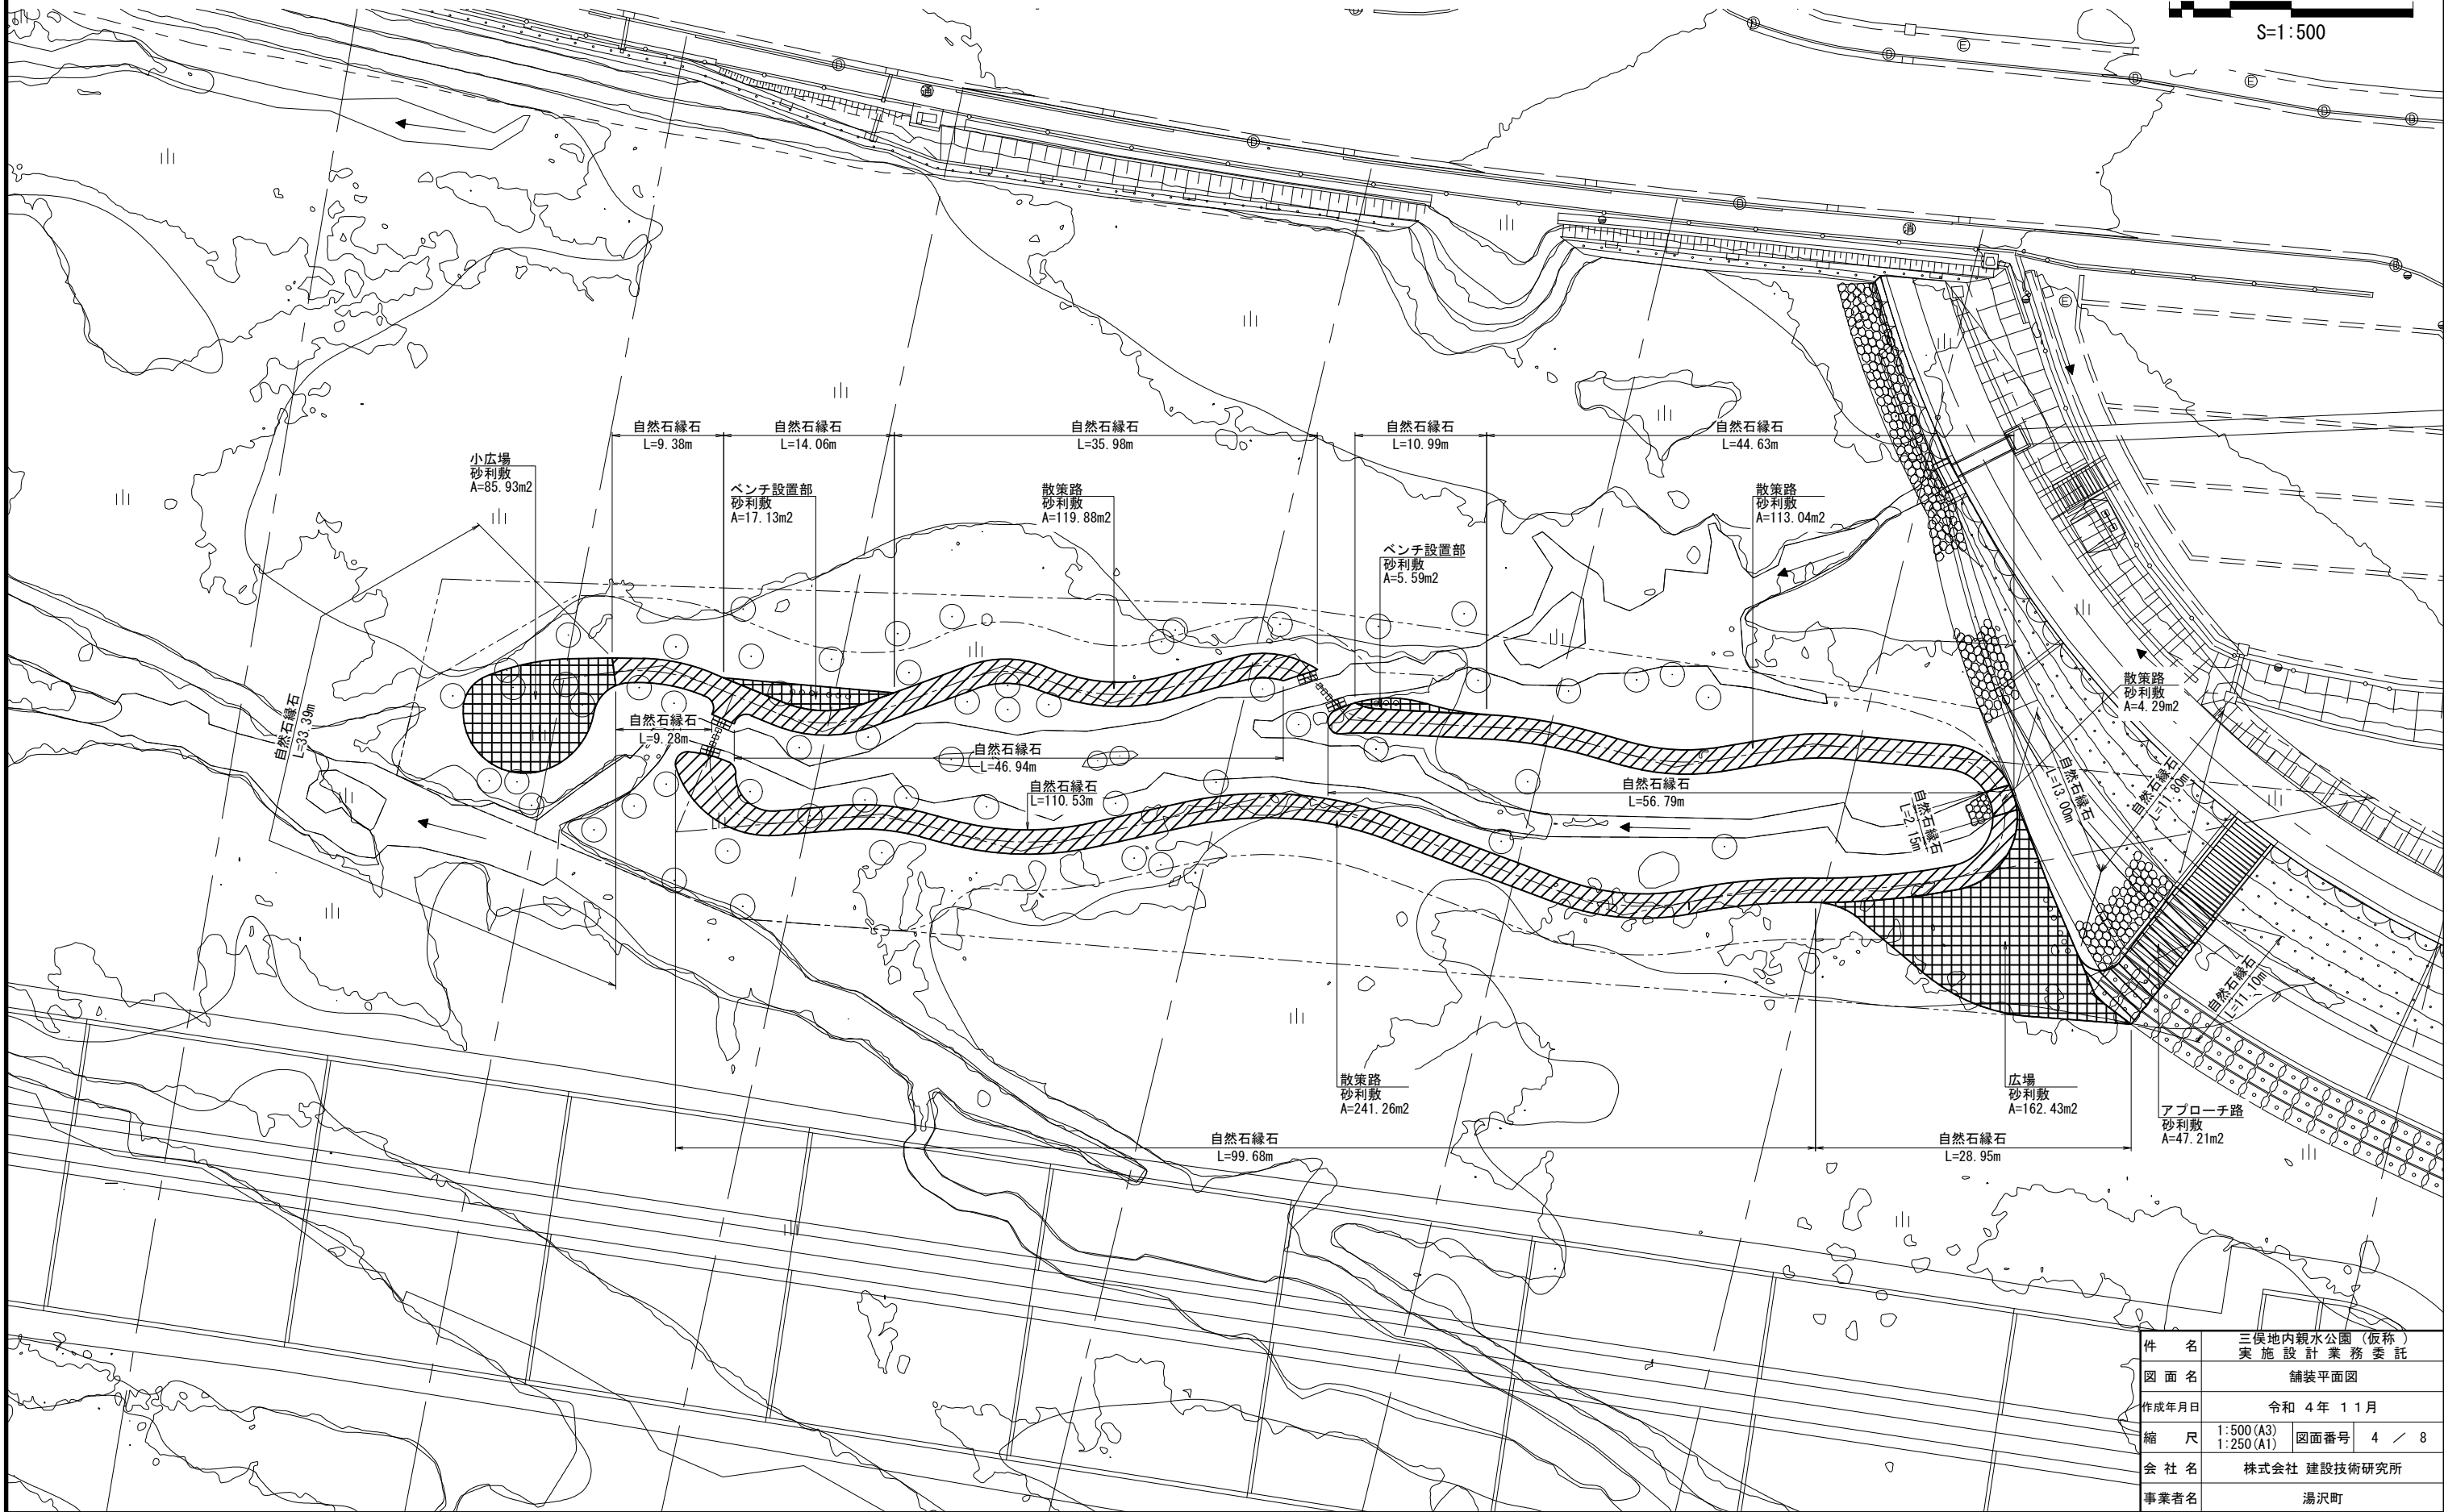 S=1:500
通
消
自然石縁石
L=9.38m
自然石縁石
L=14.06m
自然石縁石
L=35.98m
自然石縁石
L=10.99m
自然石縁石
L=44.63m
小広場
砂利敷
A=85.93m2
ベンチ設置部
砂利敷
A=17.13m2
散策路
砂利敷
A=119.88m2
ベンチ設置部
砂利敷
A=5.59m2
散策路
砂利敷
A=113.04m2
散策路
砂利敷
A=4.29m2
自然石縁石
L=33.39m
自然石縁石
L=9.28m
自然石縁石
L=46.94m
自然石縁石
L=110.53m
自然石縁石
L=56.79m
自然石縁石
L=2.15m
自然石縁石
L=13.00m
自然石縁石
L=11.80m
自然石縁石
L=11.10m
散策路
砂利敷
A=241.26m2
広場
砂利敷
A=162.43m2
アプローチ路
砂利敷
A=47.21m2
自然石縁石
L=99.68m
自然石縁石
L=28.95m
件 名 三俣地内親水公園（仮称）
実施設計業務委託
図面名 舗装平面図
作成年月日 令和 4年 11月
縮 尺 1:500(A3)
1:250(A1)
図面番号 4 ／ 8
会社名 株式会社 建設技術研究所
事業者名 湯沢町